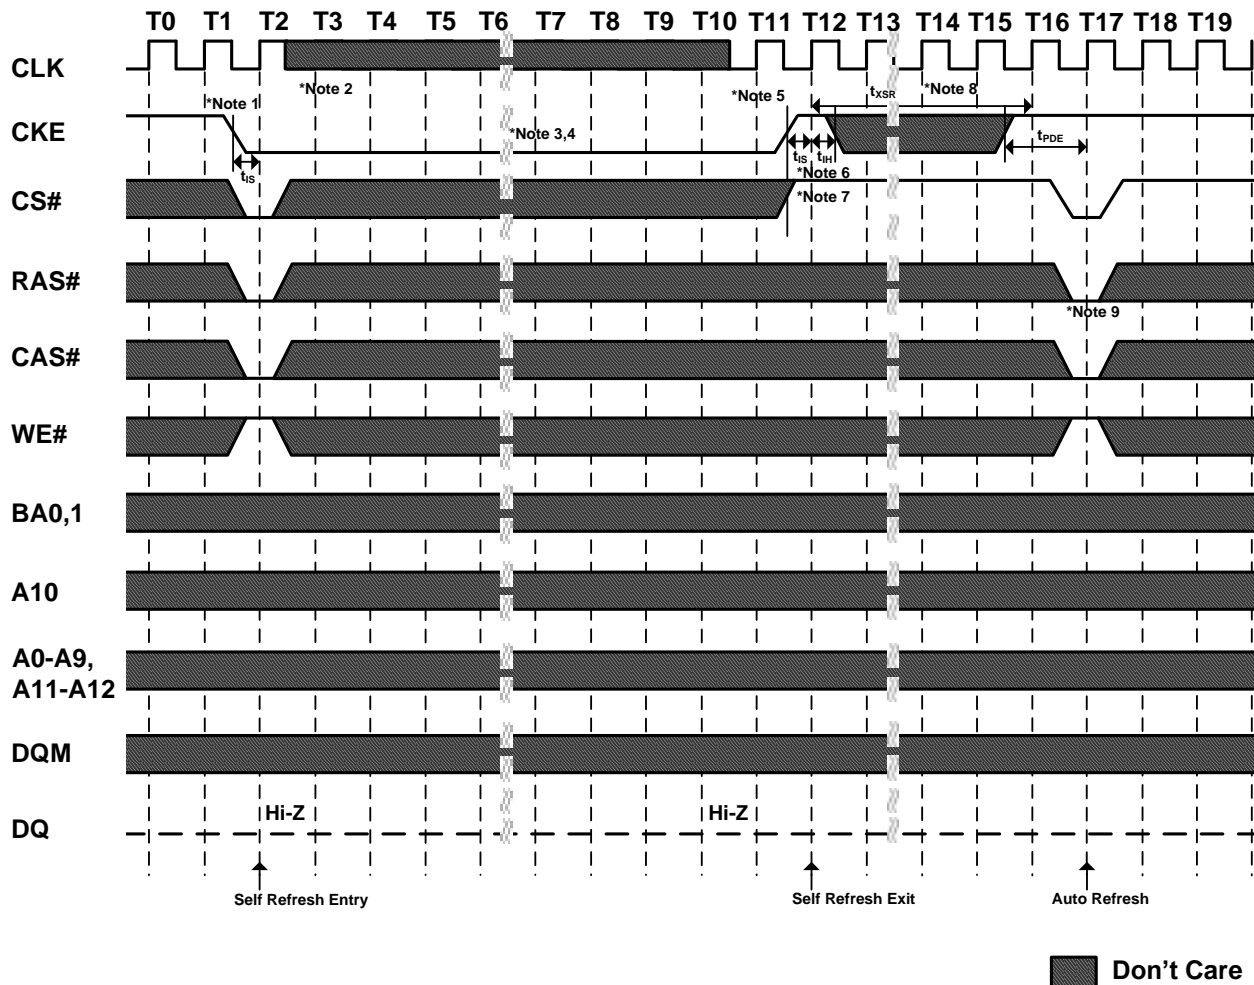 T0 T1 T2 T3 T4 T5 T6 T7 T8 T9 T10 T11 T12 T13 T14 T15 T16 T17 T18 T19
CLK
*Note 1
*Note 2
*Note 5
tXSR
*Note 8
CKE
*Note 3,4
tIS
tIS
tIH
tPDE
*Note 6
CS#
*Note 7
RAS#
*Note 9
CAS#
WE#
BA0,1
A10
A0-A9,
A11-A12
DQM
DQ
Hi-Z
Hi-Z
Self Refresh Entry
Self Refresh Exit
Auto Refresh
Don't Care